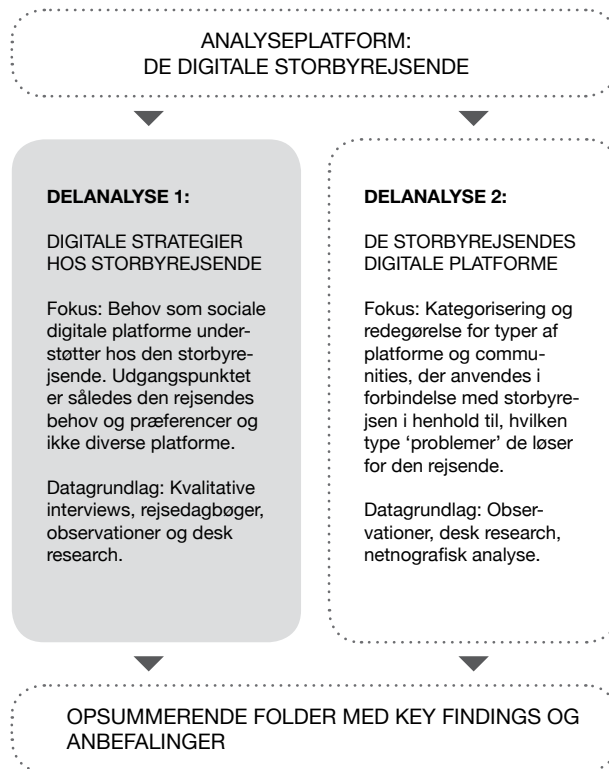 ANALYSEPLATFORM:
DE DIGITALE STORBYREJSENDE
DELANALYSE 1:
DIGITALE STRATEGIER
HOS STORBYREJSENDE
Fokus: Behov som sociale
digitale platforme under-
støtter hos den storbyre-
jsende. Udgangspunktet
er således den rejsendes
behov og præferencer og
ikke diverse platforme.
Datagrundlag: Kvalitative
interviews, rejsedagbøger,
observationer og desk
research.
DELANALYSE 2:
DE STORBYREJSENDES
DIGITALE PLATFORME
Fokus: Kategorisering og
redegørelse for typer af
platforme og commu-
nities, der anvendes i
forbindelse med storbyre-
jsen i henhold til, hvilken
type ‘problemer’ de løser
for den rejsende.
Datagrundlag: Obser-
vationer, desk research,
netnografisk analyse.
OPSUMMERENDE FOLDER MED KEY FINDINGS OG
ANBEFALINGER